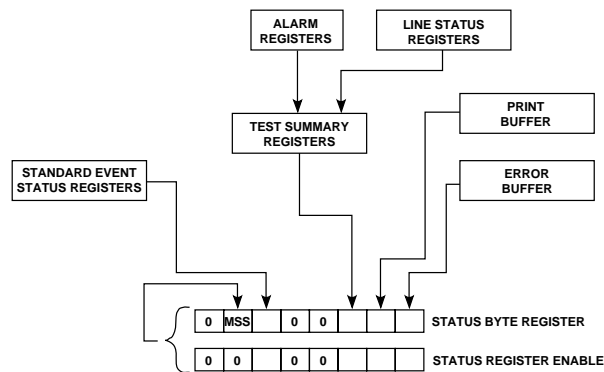 ALARM
REGISTERS
LINE STATUS
REGISTERS
TEST SUMMARY
REGISTERS
PRINT
BUFFER
STANDARD EVENT
STATUS REGISTERS
ERROR
BUFFER
0 MSS 0 0 STATUS BYTE REGISTER
0 0 0 0 STATUS REGISTER ENABLE